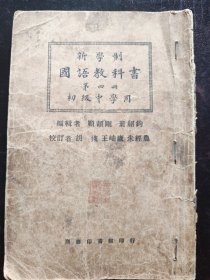 新學制
國語教科書
第四冊
初級中學用
編輯者 顧頡剛 葉紹鈞
校訂者 胡適 王岫廬 朱經農
商務印書館印行